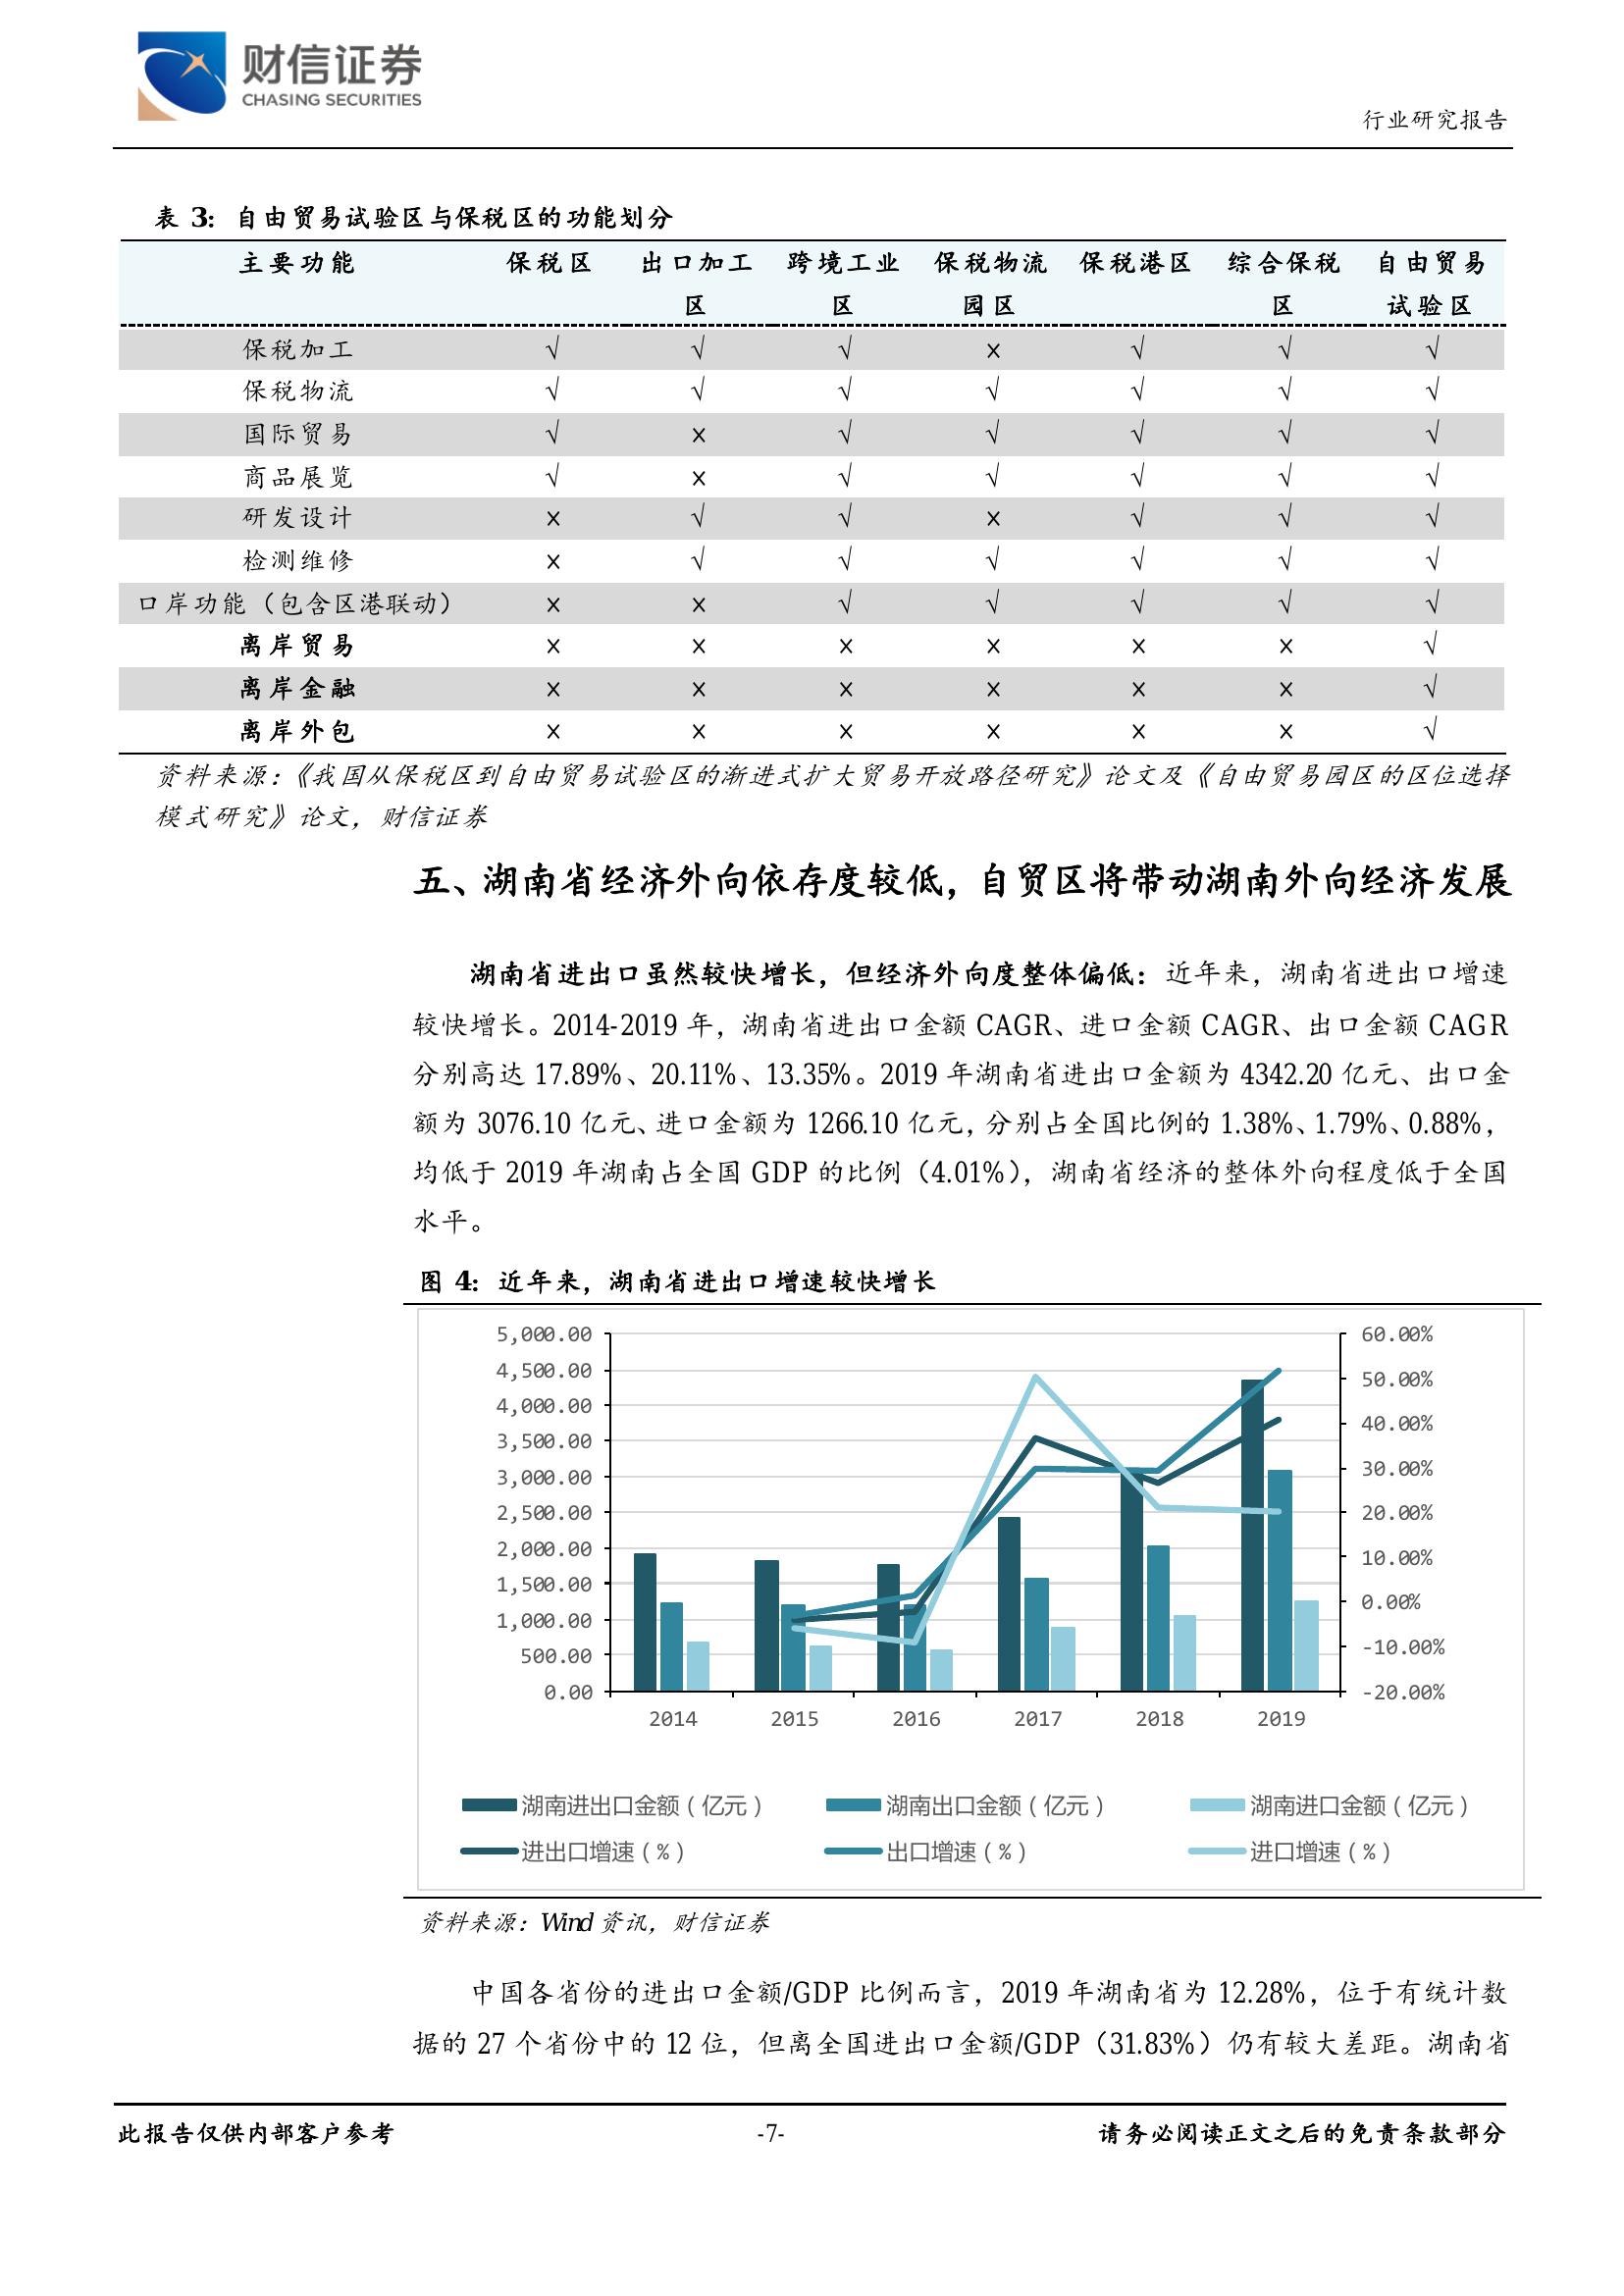 财信证券
CHASING SECURITIES
行业研究报告
表 3：自由贸易试验区与保税区的功能划分
主要功能 保税区 出口加工区 跨境工业区 保税物流园区 保税港区 综合保税区 自由贸易试验区
保税加工 √ √ √ × √ √ √
保税物流 √ √ √ √ √ √ √
国际贸易 √ × √ √ √ √ √
商品展览 √ × √ √ √ √ √
研发设计 × √ √ × √ √ √
检测维修 × √ √ √ √ √ √
口岸功能（包含区港联动） × × √ √ √ √ √
离岸贸易 × × × × × × √
离岸金融 × × × × × × √
离岸外包 × × × × × × √
资料来源：《我国从保税区到自由贸易试验区的渐进式扩大贸易开放路径研究》论文及《自由贸易园区的区位选择
模式研究》论文，财信证券
五、湖南省经济外向依存度较低，自贸区将带动湖南外向经济发展
湖南省进出口虽然较快增长，但经济外向度整体偏低：近年来，湖南省进出口增速
较快增长。2014-2019 年，湖南省进出口金额 CAGR、进口金额 CAGR、出口金额 CAGR
分别高达 17.89%、20.11%、13.35%。2019 年湖南省进出口金额为 4342.20 亿元、出口金
额为 3076.10 亿元、进口金额为 1266.10 亿元，分别占全国比例的 1.38%、1.79%、0.88%，
均低于 2019 年湖南占全国 GDP 的比例（4.01%），湖南省经济的整体外向程度低于全国
水平。
图 4：近年来，湖南省进出口增速较快增长
5,000.00 60.00%
4,500.00 50.00%
4,000.00 40.00%
3,500.00
3,000.00 30.00%
2,500.00 20.00%
2,000.00 10.00%
1,500.00 0.00%
1,000.00
500.00 -10.00%
0.00 -20.00%
2014 2015 2016 2017 2018 2019
湖南进出口金额（亿元） 湖南出口金额（亿元） 湖南进口金额（亿元）
进出口增速（%） 出口增速（%） 进口增速（%）
资料来源：Wind 资讯，财信证券
中国各省份的进出口金额/GDP 比例而言，2019 年湖南省为 12.28%，位于有统计数
据的 27 个省份中的 12 位，但离全国进出口金额/GDP（31.83%）仍有较大差距。湖南省
此报告仅供内部客户参考 -7- 请务必阅读正文之后的免责条款部分